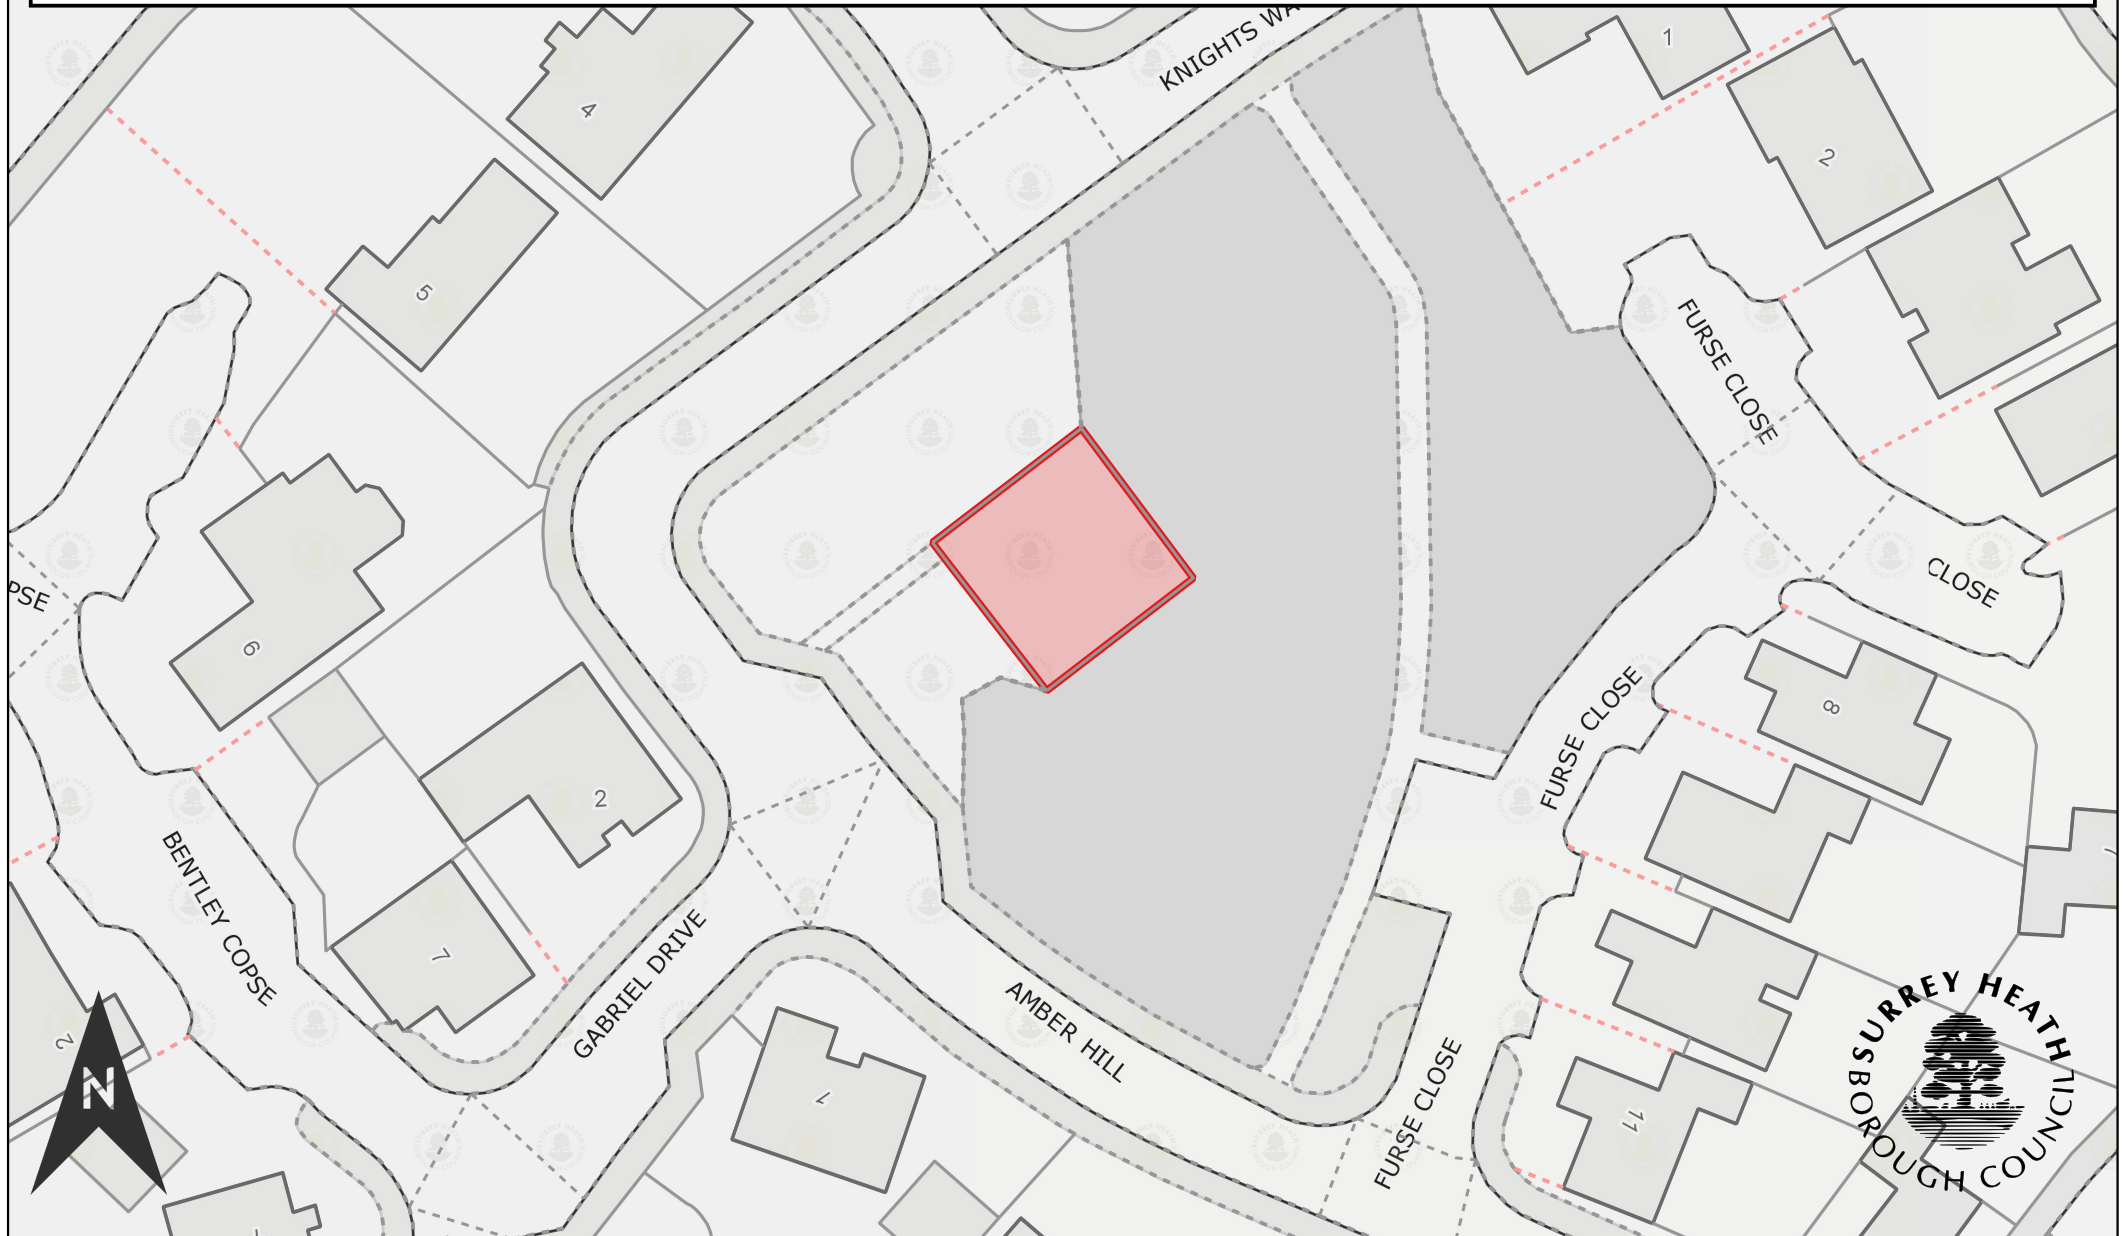 KNIGHTS WA
1
4
2
5
FURSE CLOSE
CLOSE
PSE
6
8
FURSE CLOSE
2
BENTLEY COPSE
7
GABRIEL DRIVE
AMBER HILL
2
FURSE CLOSE
1
11
N
SURREY HEATH
BOROUGH COUNCIL